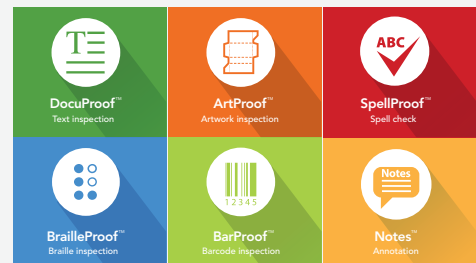 T
DocuProof™
Text inspection
ArtProof™
Artwork inspection
ABC
SpellProof™
Spell check
BrailleProof™
Braille inspection
12345
BarProof™
Barcode inspection
Notes
Notes™
Annotation